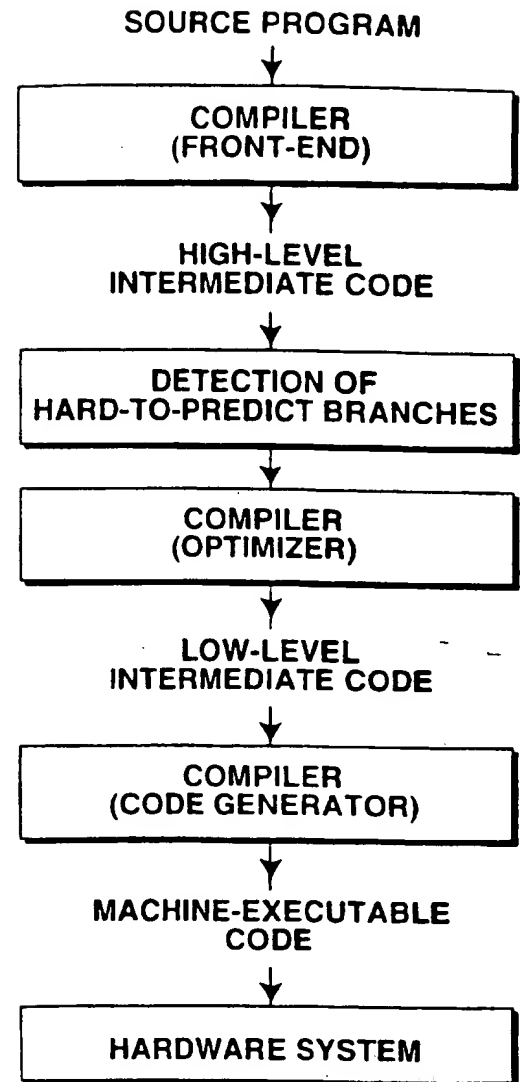 SOURCE PROGRAM
COMPILER
(FRONT-END)
HIGH-LEVEL
INTERMEDIATE CODE
DETECTION OF
HARD-TO-PREDICT BRANCHES
COMPILER
(OPTIMIZER)
LOW-LEVEL
INTERMEDIATE CODE
COMPILER
(CODE GENERATOR)
MACHINE-EXECUTABLE
CODE
HARDWARE SYSTEM